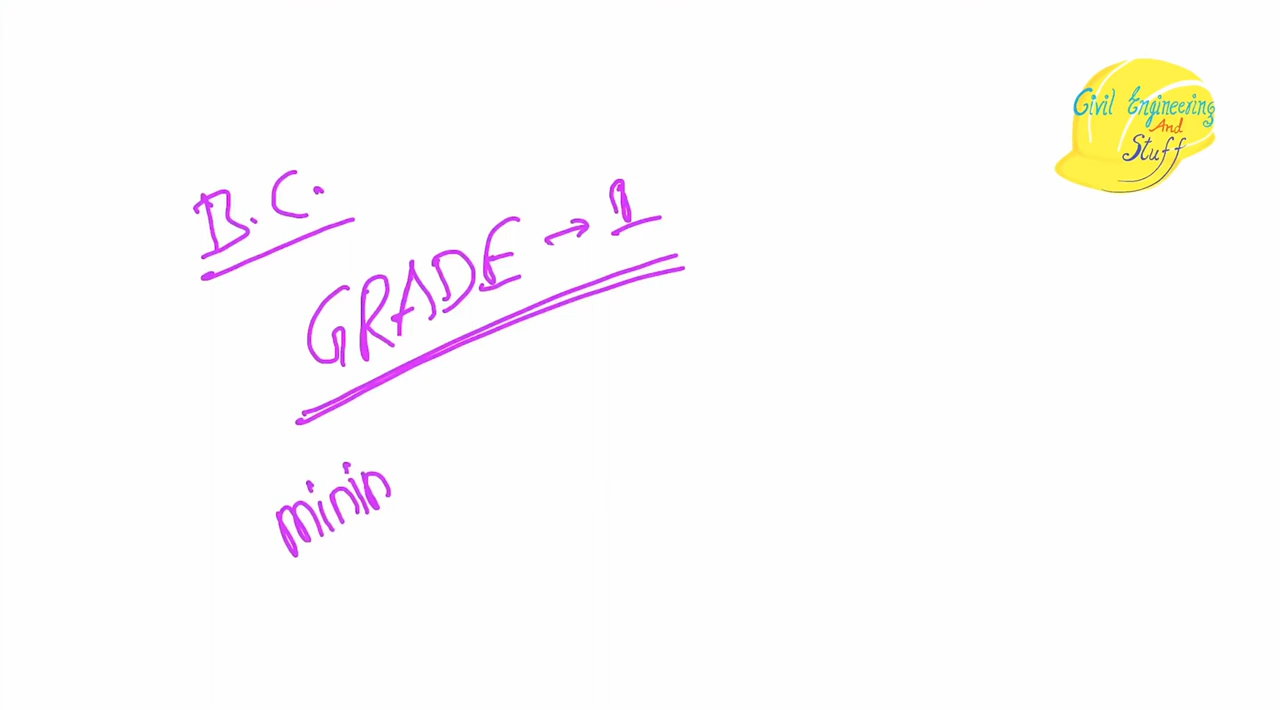 B.C.
GRADE → 1
minin
Civil Engineering
And
Stuff